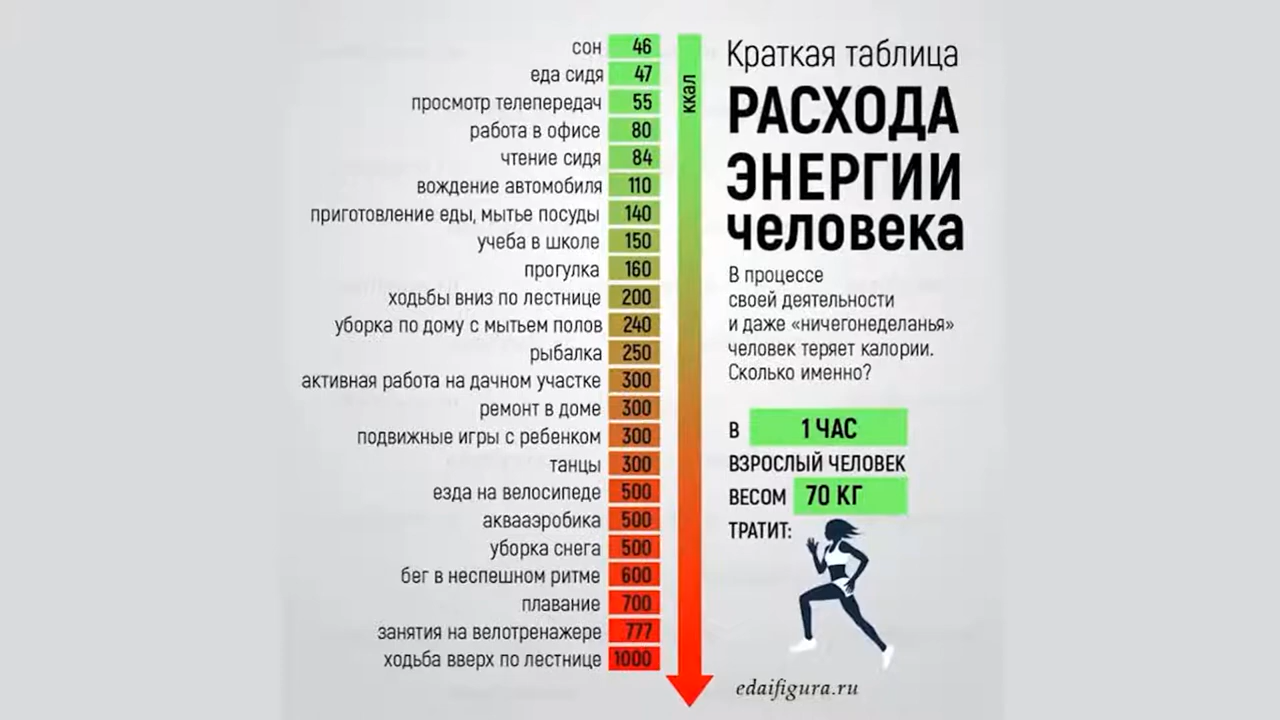 сон 46
еда сидя 47
просмотр телепередач 55
работа в офисе 80
чтение сидя 84
вождение автомобиля 110
приготовление еды, мытье посуды 140
учеба в школе 150
прогулка 160
ходьбы вниз по лестнице 200
уборка по дому с мытьем полов 240
рыбалка 250
активная работа на дачном участке 300
ремонт в доме 300
подвижные игры с ребенком 300
танцы 300
езда на велосипеде 500
аквааэробика 500
уборка снега 500
бег в неспешном ритме 600
плавание 700
занятия на велотренажере 777
ходьба вверх по лестнице 1000
ккал
Краткая таблица
РАСХОДА
ЭНЕРГИИ
человека
В процессе
своей деятельности
и даже «ничегонеделанья»
человек теряет калории.
Сколько именно?
В 1 ЧАС
ВЗРОСЛЫЙ ЧЕЛОВЕК
ВЕСОМ 70 КГ
ТРАТИТ:
edaifigura.ru